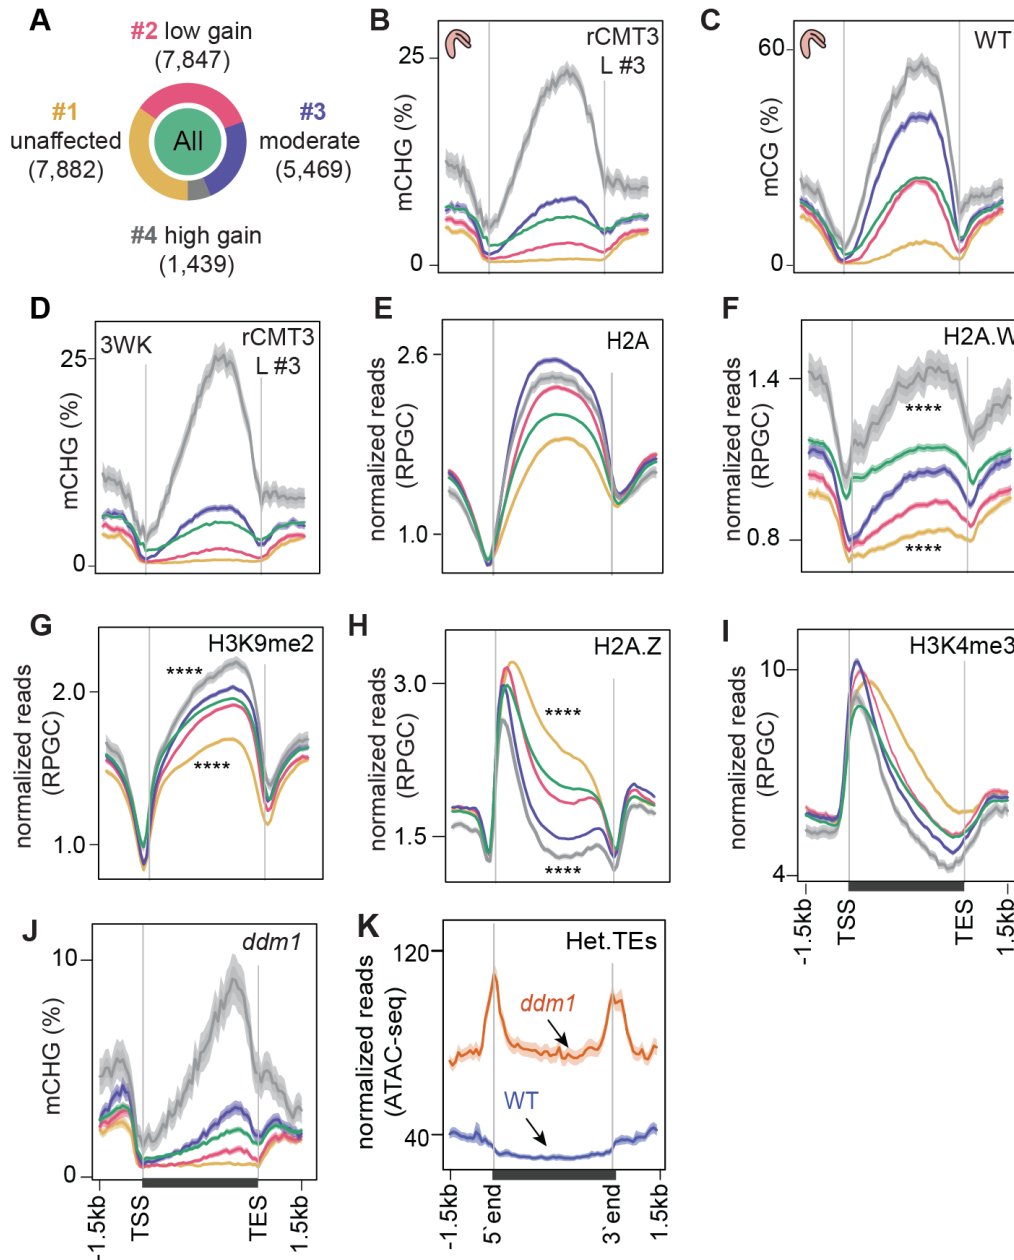 A
#2 low gain
(7,847)
#1
unaffected
(7,882)
All
#3
moderate
(5,469)
#4 high gain
(1,439)
B
rCMT3
L #3
25
mCHG (%)
0
C
WT
60
mCG (%)
0
D
3WK
rCMT3
L #3
25
mCHG (%)
0
E
H2A
2.6
normalized reads
(RPGC)
1.0
F
H2A.W
1.4
normalized reads
(RPGC)
0.8
****
****
G
H3K9me2
****
2.0
normalized reads
(RPGC)
****
1.0
H
H2A.Z
3.0
****
normalized reads
(RPGC)
1.5
****
I
H3K4me3
10
normalized reads
(RPGC)
4
-1.5kb
TSS
TES
1.5kb
J
ddm1
10
mCHG (%)
0
-1.5kb
TSS
TES
1.5kb
K
Het.TEs
120
normalized reads
(ATAC-seq)
ddm1
WT
40
-1.5kb
5`end
3`end
1.5kb